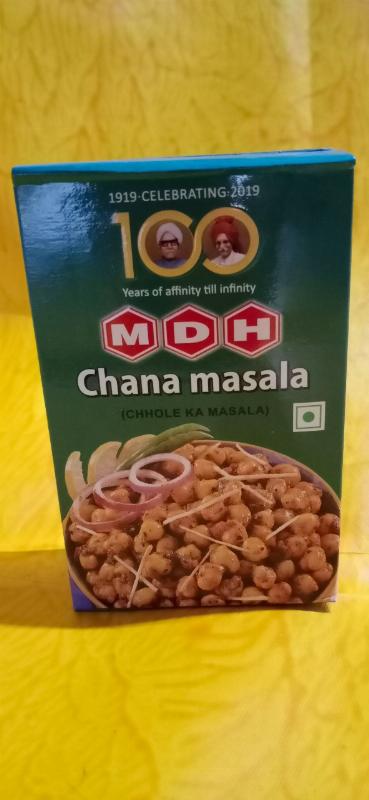 1919·CELEBRATING·2019
100
Years of affinity till infinity
MDH
Chana masala
(CHHOLE KA MASALA)